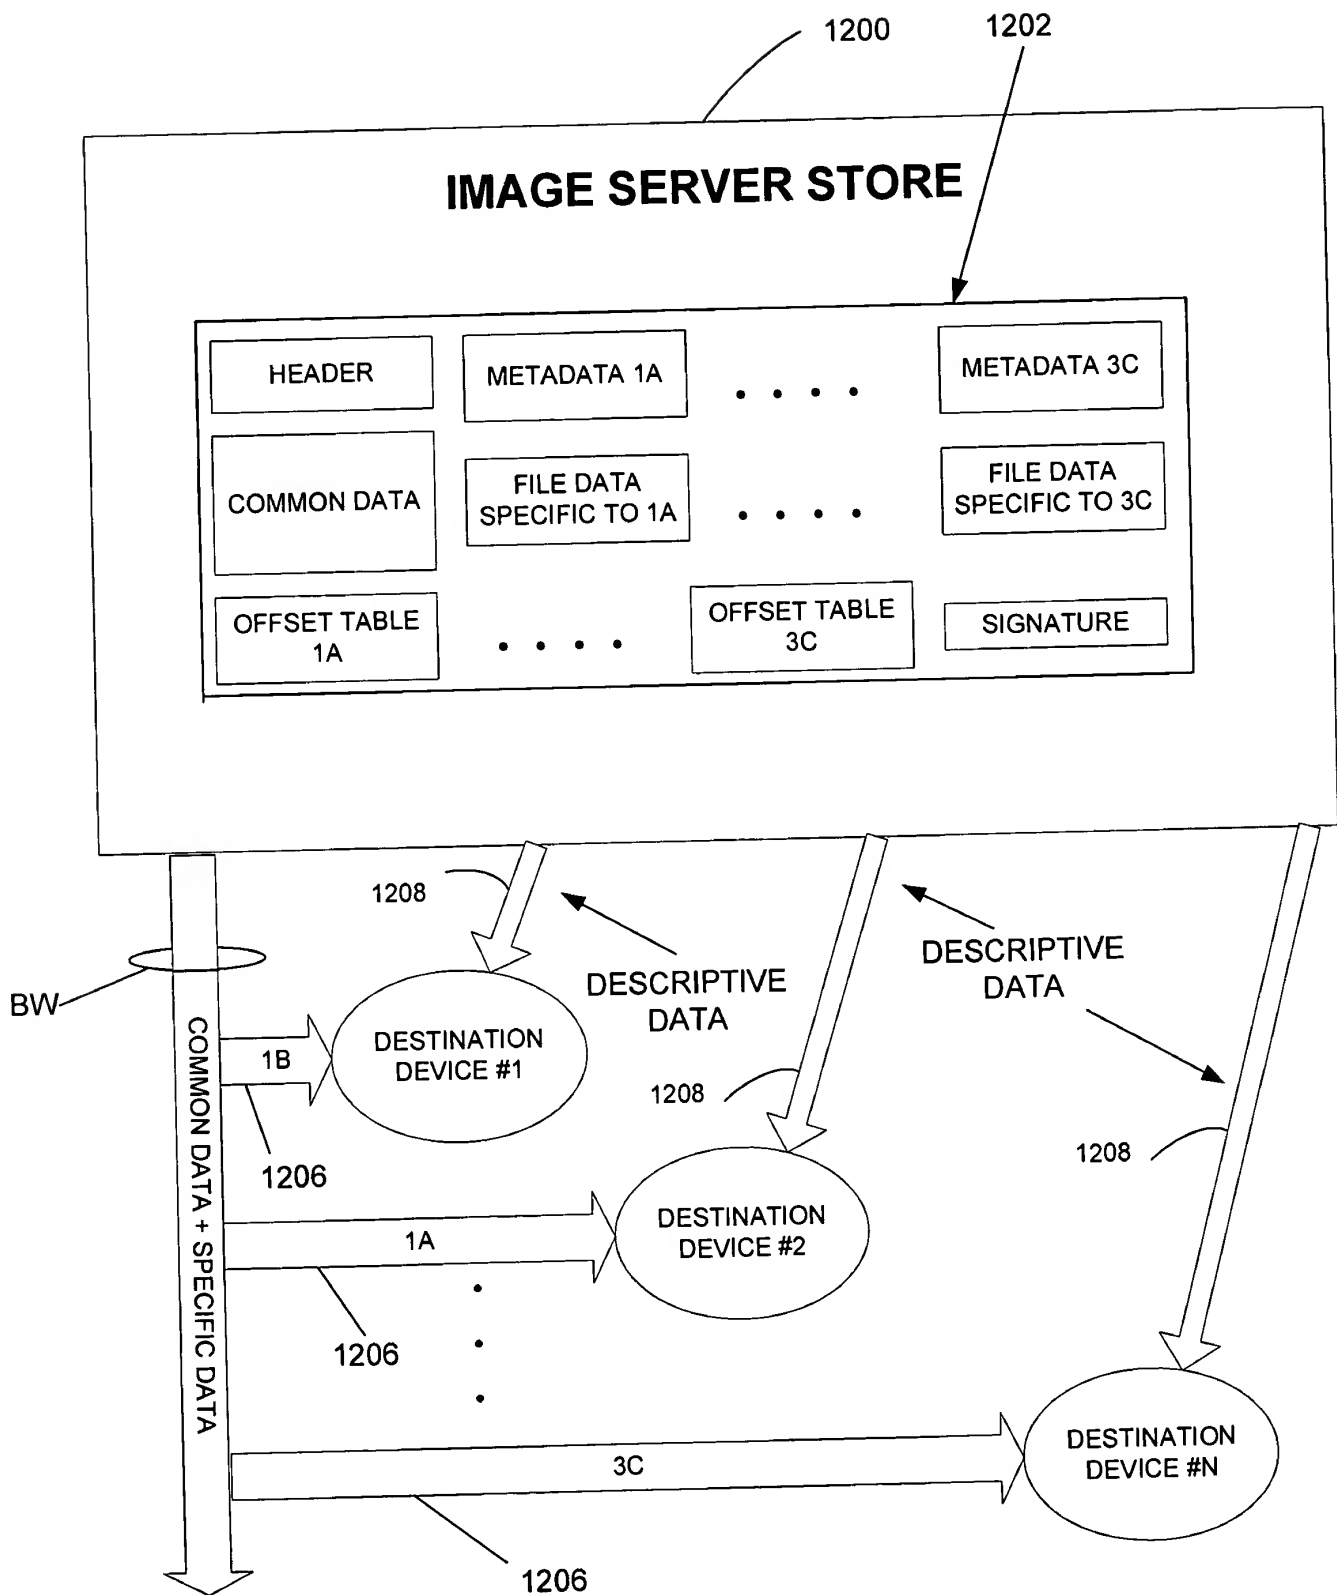 1200
1202
IMAGE SERVER STORE
HEADER
METADATA 1A
METADATA 3C
COMMON DATA
FILE DATA
SPECIFIC TO 1A
FILE DATA
SPECIFIC TO 3C
OFFSET TABLE
1A
OFFSET TABLE
3C
SIGNATURE
1208
DESCRIPTIVE
DATA
DESCRIPTIVE
DATA
BW
COMMON DATA + SPECIFIC DATA
1B
DESTINATION
DEVICE #1
1206
1208
1208
1A
DESTINATION
DEVICE #2
1206
3C
DESTINATION
DEVICE #N
1206